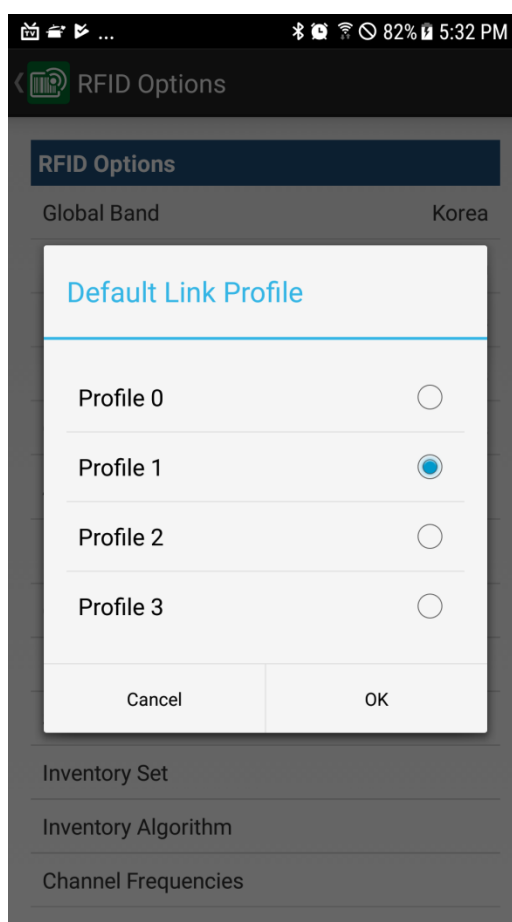 ... 82% 5:32 PM
RFID Options
RFID Options
Global Band Korea
Default Link Profile
Profile 0
Profile 1
Profile 2
Profile 3
Cancel OK
Inventory Set
Inventory Algorithm
Channel Frequencies